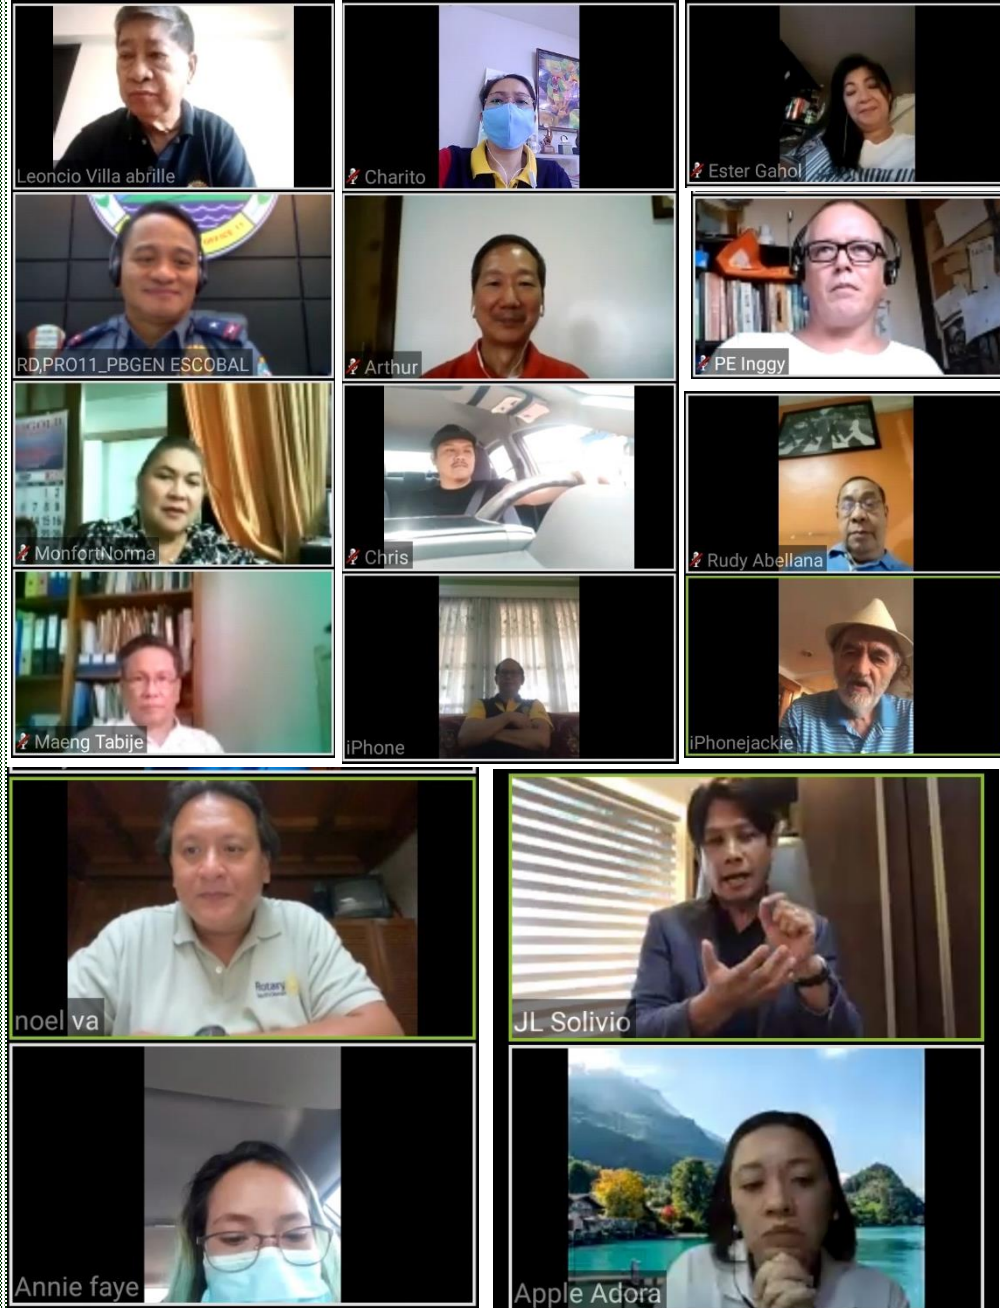 Leoncio Villa abrille
Charito
Ester Gahol
RD,PRO11_PBGEN ESCOBAL
Arthur
PE Inggy
MonfortNorma
Chris
Rudy Abellana
Maeng Tabije
iPhone
iPhonejackie
noel va
Rotary
JL Solivio
Annie faye
Apple Adora